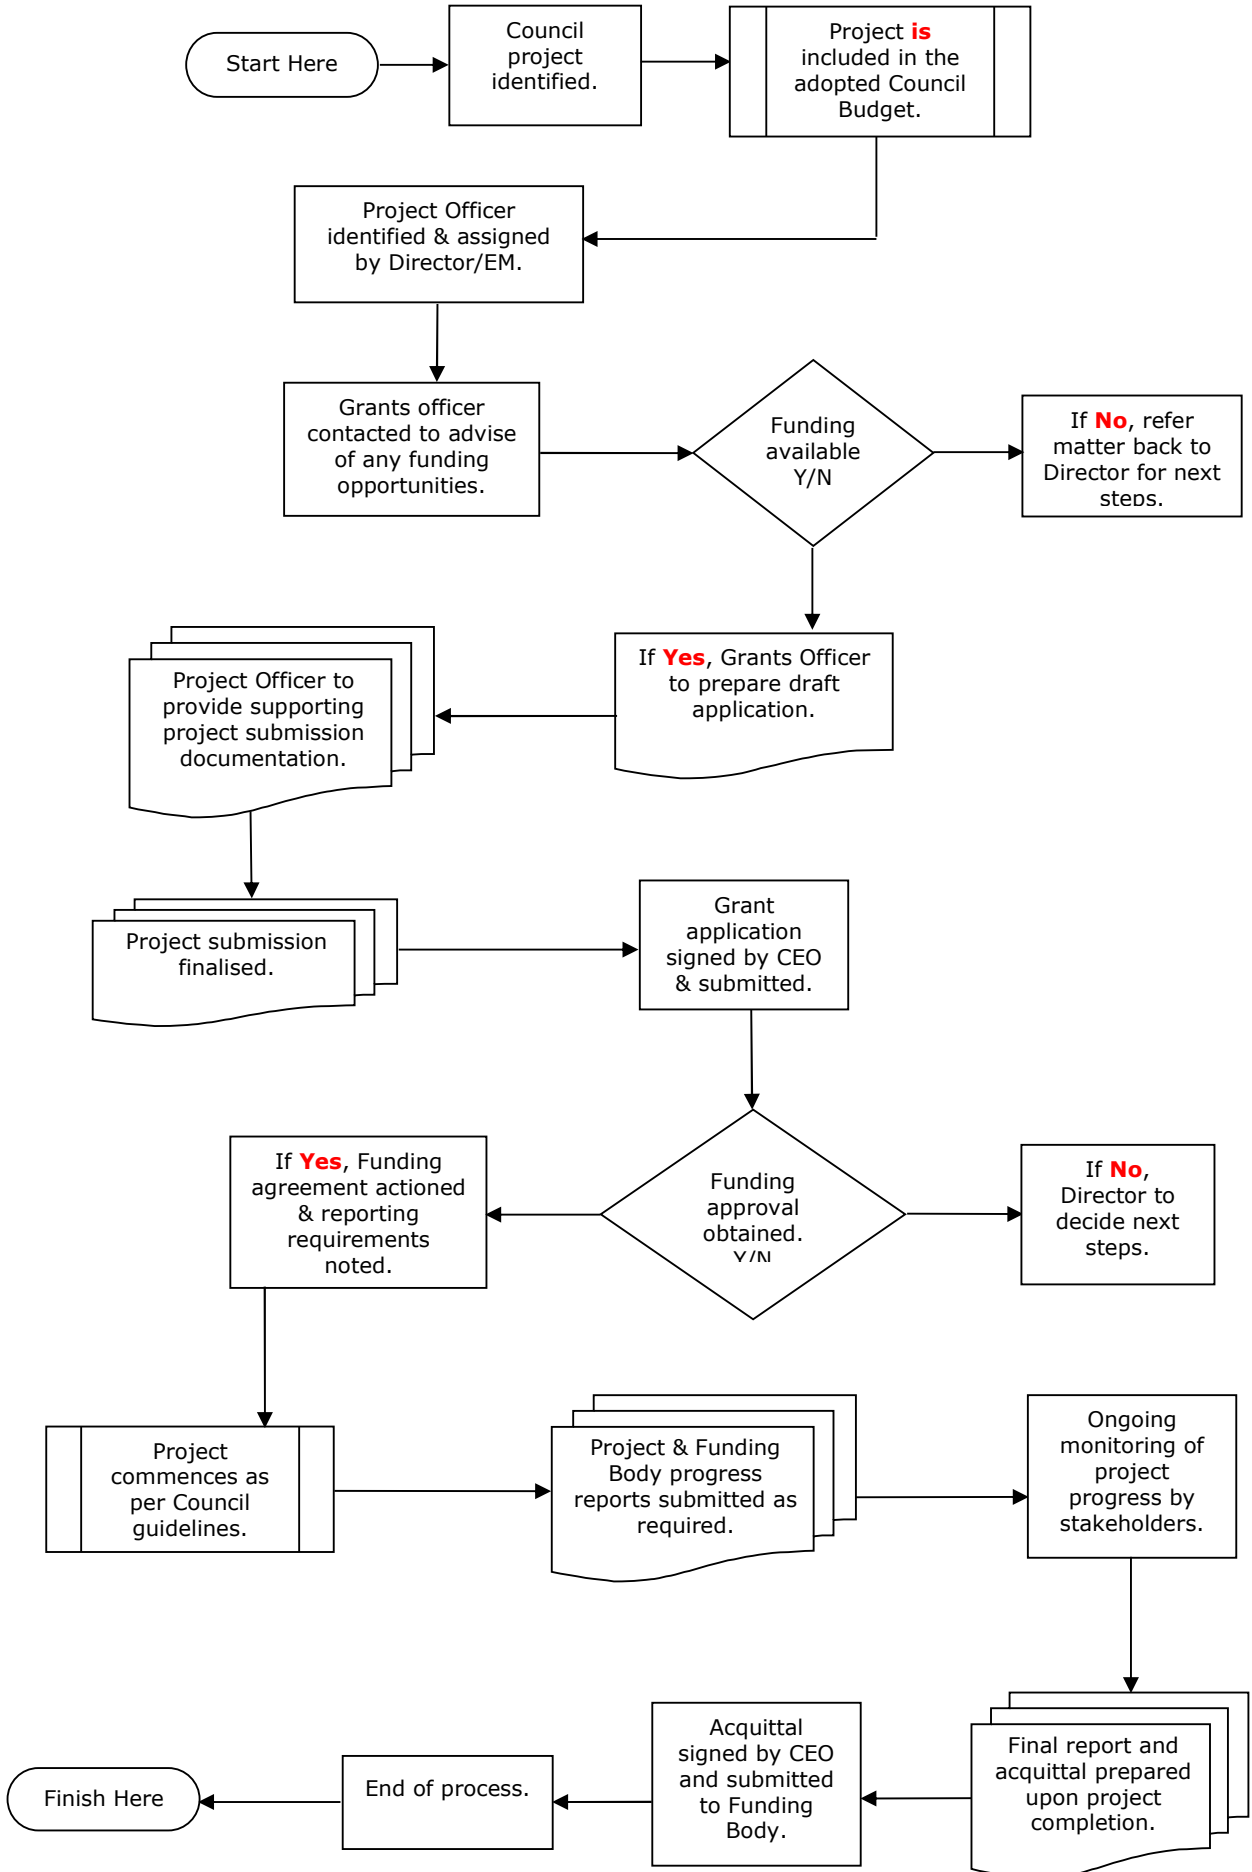 Start Here
Council
project
identified.
Project is
included in the
adopted Council
Budget.
Project Officer
identified & assigned
by Director/EM.
Grants officer
contacted to advise
of any funding
opportunities.
Funding
available
Y/N
If No, refer
matter back to
Director for next
steps.
If Yes, Grants Officer
to prepare draft
application.
Project Officer to
provide supporting
project submission
documentation.
Project submission
finalised.
Grant
application
signed by CEO
& submitted.
Funding
approval
obtained.
Y/N
If No,
Director to
decide next
steps.
If Yes, Funding
agreement actioned
& reporting
requirements
noted.
Project
commences as
per Council
guidelines.
Project & Funding
Body progress
reports submitted as
required.
Ongoing
monitoring of
project
progress by
stakeholders.
Final report and
acquittal prepared
upon project
completion.
Acquittal
signed by CEO
and submitted
to Funding
Body.
End of process.
Finish Here